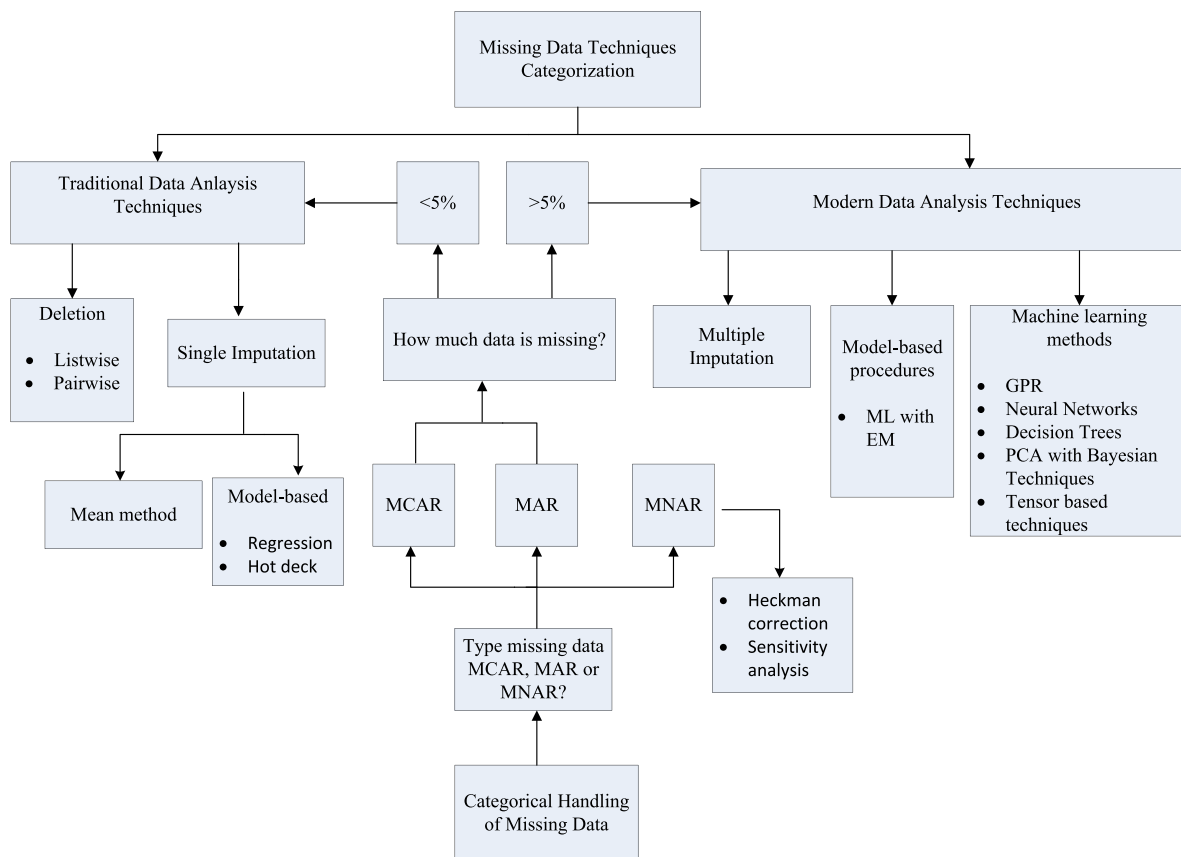 Missing Data Techniques
Categorization
Traditional Data Anlaysis
Techniques
<5%
>5%
Modern Data Analysis Techniques
Deletion
• Listwise
• Pairwise
Single Imputation
How much data is missing?
Multiple
Imputation
Model-based
procedures
• ML with
EM
Machine learning
methods
• GPR
• Neural Networks
• Decision Trees
• PCA with Bayesian
Techniques
• Tensor based
techniques
Mean method
Model-based
• Regression
• Hot deck
MCAR
MAR
MNAR
• Heckman
correction
• Sensitivity
analysis
Type missing data
MCAR, MAR or
MNAR?
Categorical Handling
of Missing Data